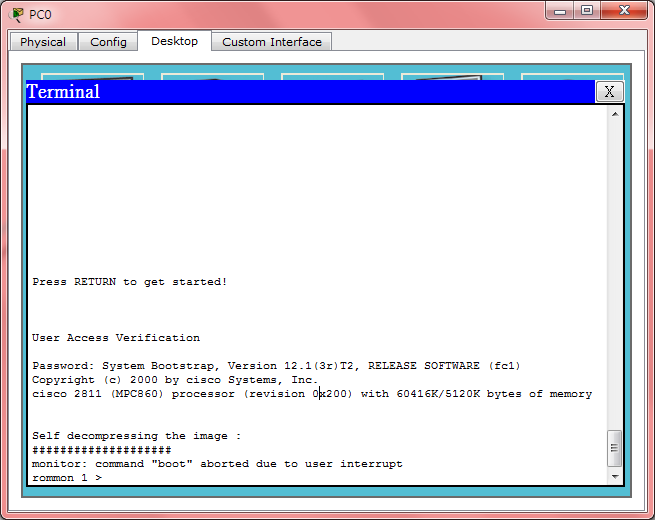 PC0
Physical Config Desktop Custom Interface
Terminal X
Press RETURN to get started!
User Access Verification
Password: System Bootstrap, Version 12.1(3r)T2, RELEASE SOFTWARE (fc1)
Copyright (c) 2000 by cisco Systems, Inc.
cisco 2811 (MPC860) processor (revision 0x200) with 60416K/5120K bytes of memory
Self decompressing the image :
####################
monitor: command "boot" aborted due to user interrupt
rommon 1 >